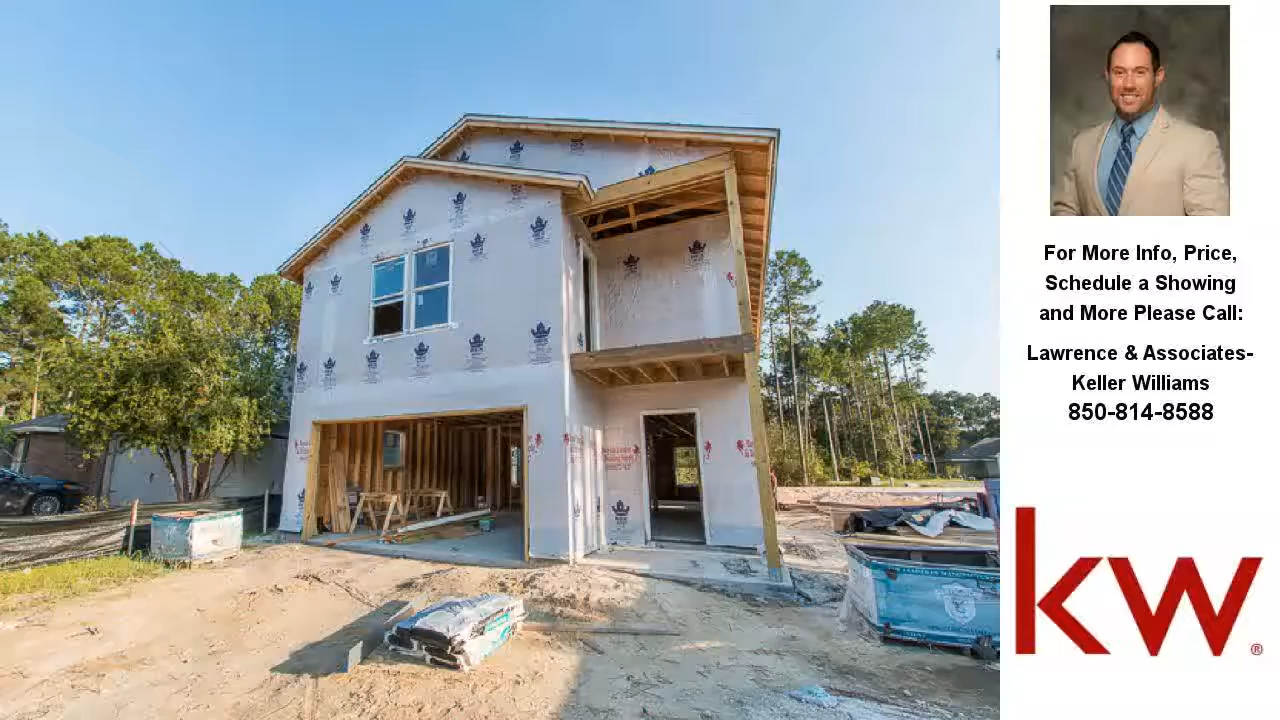 For More Info, Price,
Schedule a Showing
and More Please Call:
Lawrence & Associates-
Keller Williams
850-814-8588
kw
®